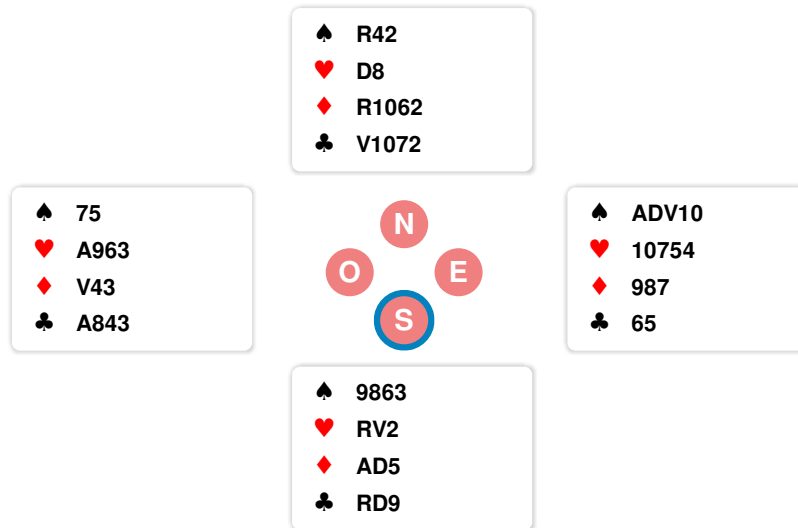 ♠ R42
♥ D8
♦ R1062
♣ V1072
♠ 75
♥ A963
♦ V43
♣ A843
N
O E
S
♠ ADV10
♥ 10754
♦ 987
♣ 65
♠ 9863
♥ RV2
♦ AD5
♣ RD9